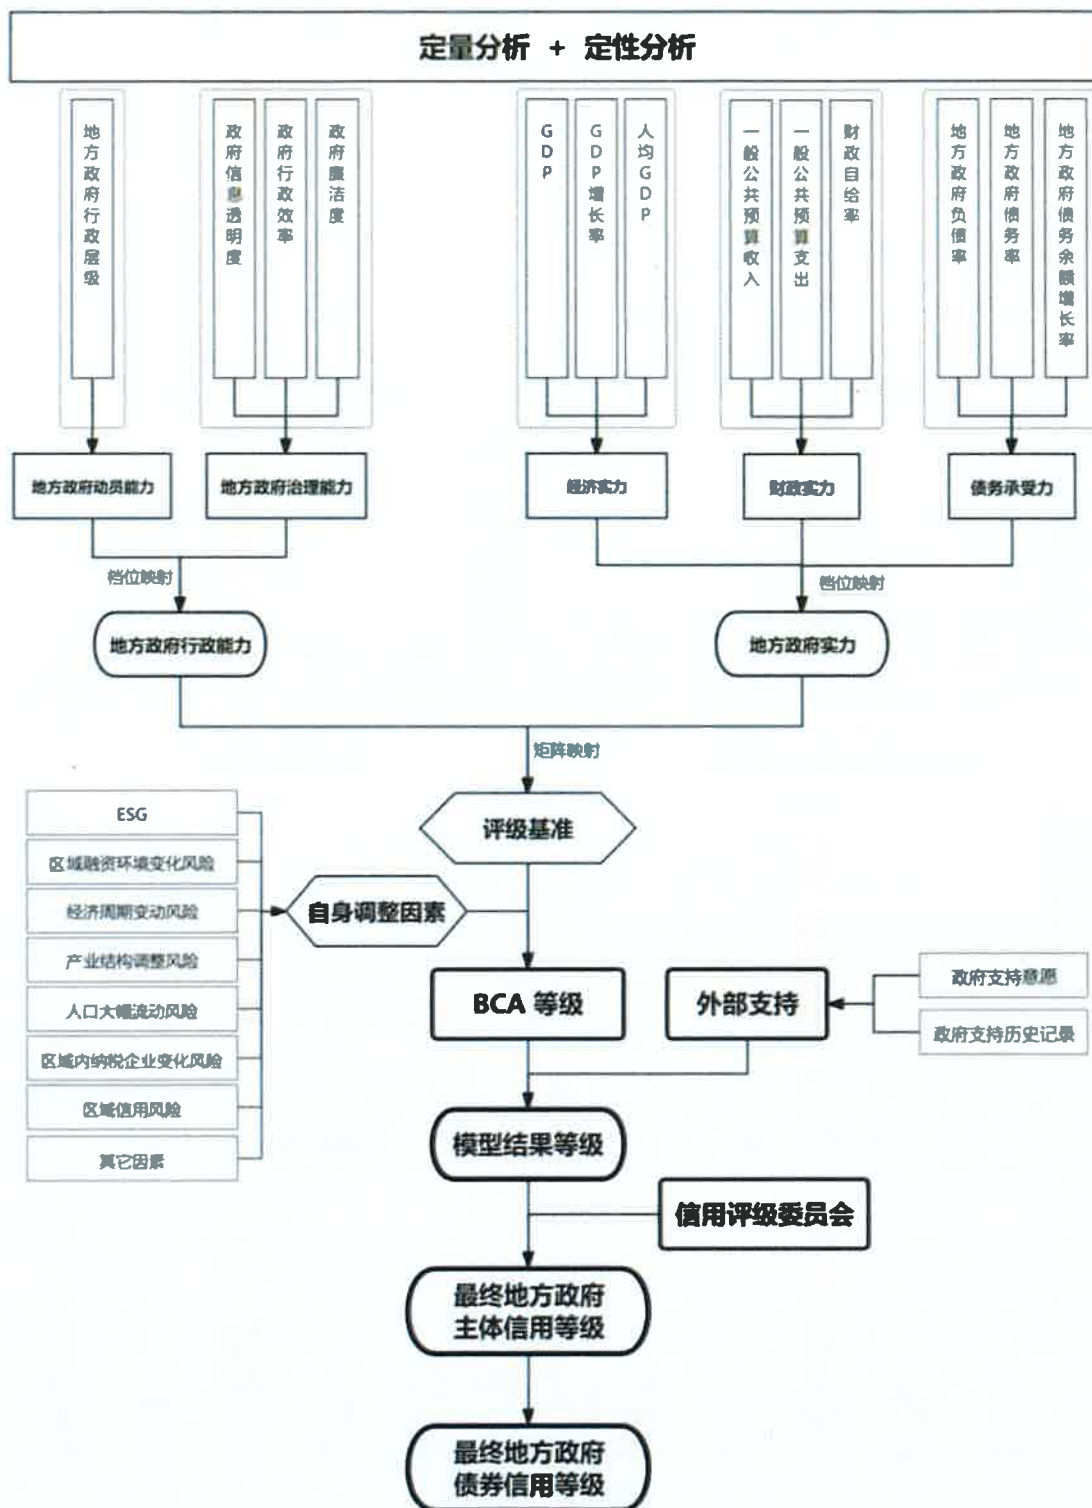 定量分析 + 定性分析
地方政府行政层级
政府信息透明度
政府行政效率
政府廉洁度
GDP
GDP增长率
人均GDP
一般公共预算收入
一般公共预算支出
财政自给率
地方政府负债率
地方政府债务率
地方政府债务余额增长率
地方政府动员能力
地方政府治理能力
经济实力
财政实力
债务承受力
档位映射
档位映射
地方政府行政能力
地方政府实力
矩阵映射
评级基准
ESG
区域融资环境变化风险
经济周期变动风险
产业结构调整风险
人口大幅流动风险
区域内纳税企业变化风险
区域信用风险
其它因素
自身调整因素
BCA 等级
外部支持
政府支持意愿
政府支持历史记录
模型结果等级
信用评级委员会
最终地方政府
主体信用等级
最终地方政府
债券信用等级